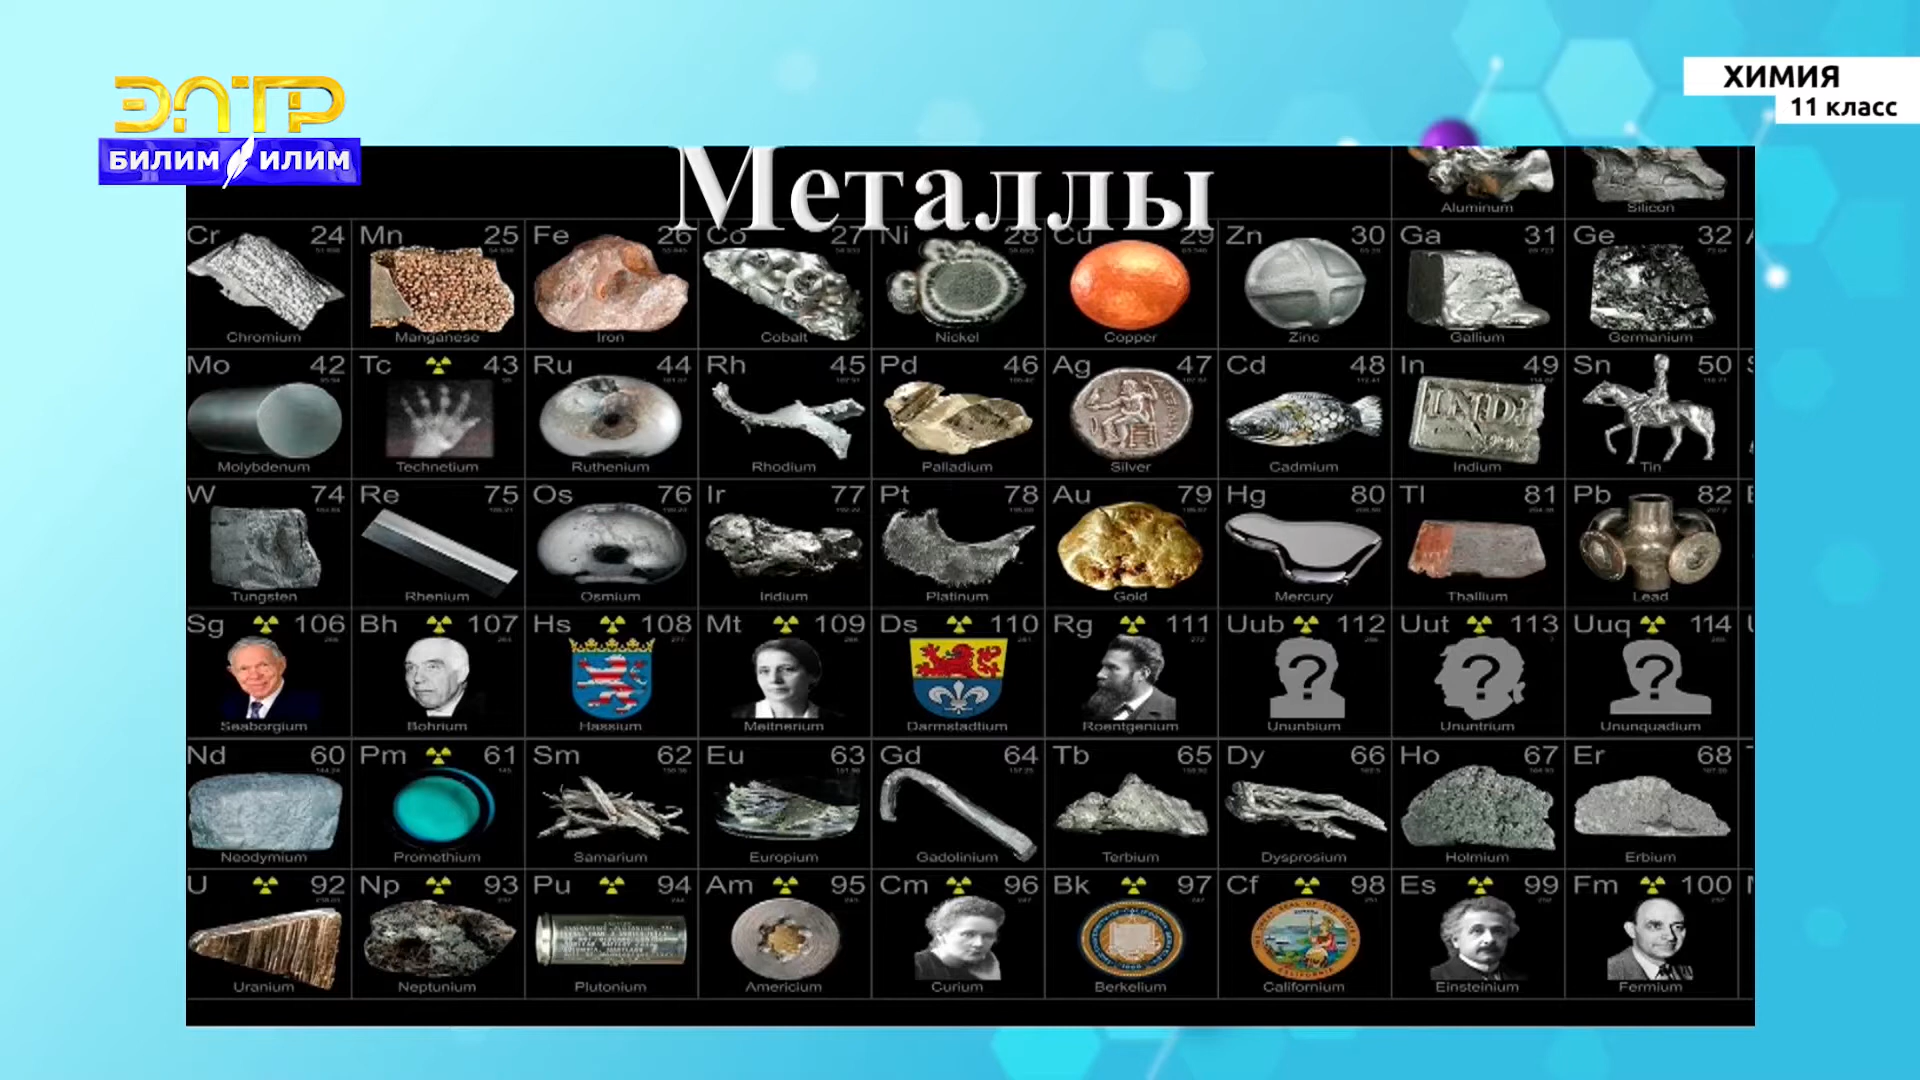 ЭЛТР
БИЛИМ ИЛИМ
ХИМИЯ
11 класс
Металлы
Aluminum Silicon
Cr 24 Mn 25 Fe 26 Co 27 Ni 28 Cu 29 Zn 30 Ga 31 Ge 32
Chromium Manganese Iron Cobalt Nickel Copper Zinc Gallium Germanium
Mo 42 Tc 43 Ru 44 Rh 45 Pd 46 Ag 47 Cd 48 In 49 Sn 50
Molybdenum Technetium Ruthenium Rhodium Palladium Silver Cadmium Indium Tin
W 74 Re 75 Os 76 Ir 77 Pt 78 Au 79 Hg 80 Tl 81 Pb 82
Tungsten Rhenium Osmium Iridium Platinum Gold Mercury Thallium Lead
Sg 106 Bh 107 Hs 108 Mt 109 Ds 110 Rg 111 Uub 112 Uut 113 Uuq 114
? ? ?
Seaborgium Bohrium Hassium Meitnerium Darmstadtium Roentgenium Ununbium Ununtrium Ununquadium
Nd 60 Pm 61 Sm 62 Eu 63 Gd 64 Tb 65 Dy 66 Ho 67 Er 68
Neodymium Promethium Samarium Europium Gadolinium Terbium Dysprosium Holmium Erbium
U 92 Np 93 Pu 94 Am 95 Cm 96 Bk 97 Cf 98 Es 99 Fm 100
Uranium Neptunium Plutonium Americium Curium Berkelium Californium Einsteinium Fermium